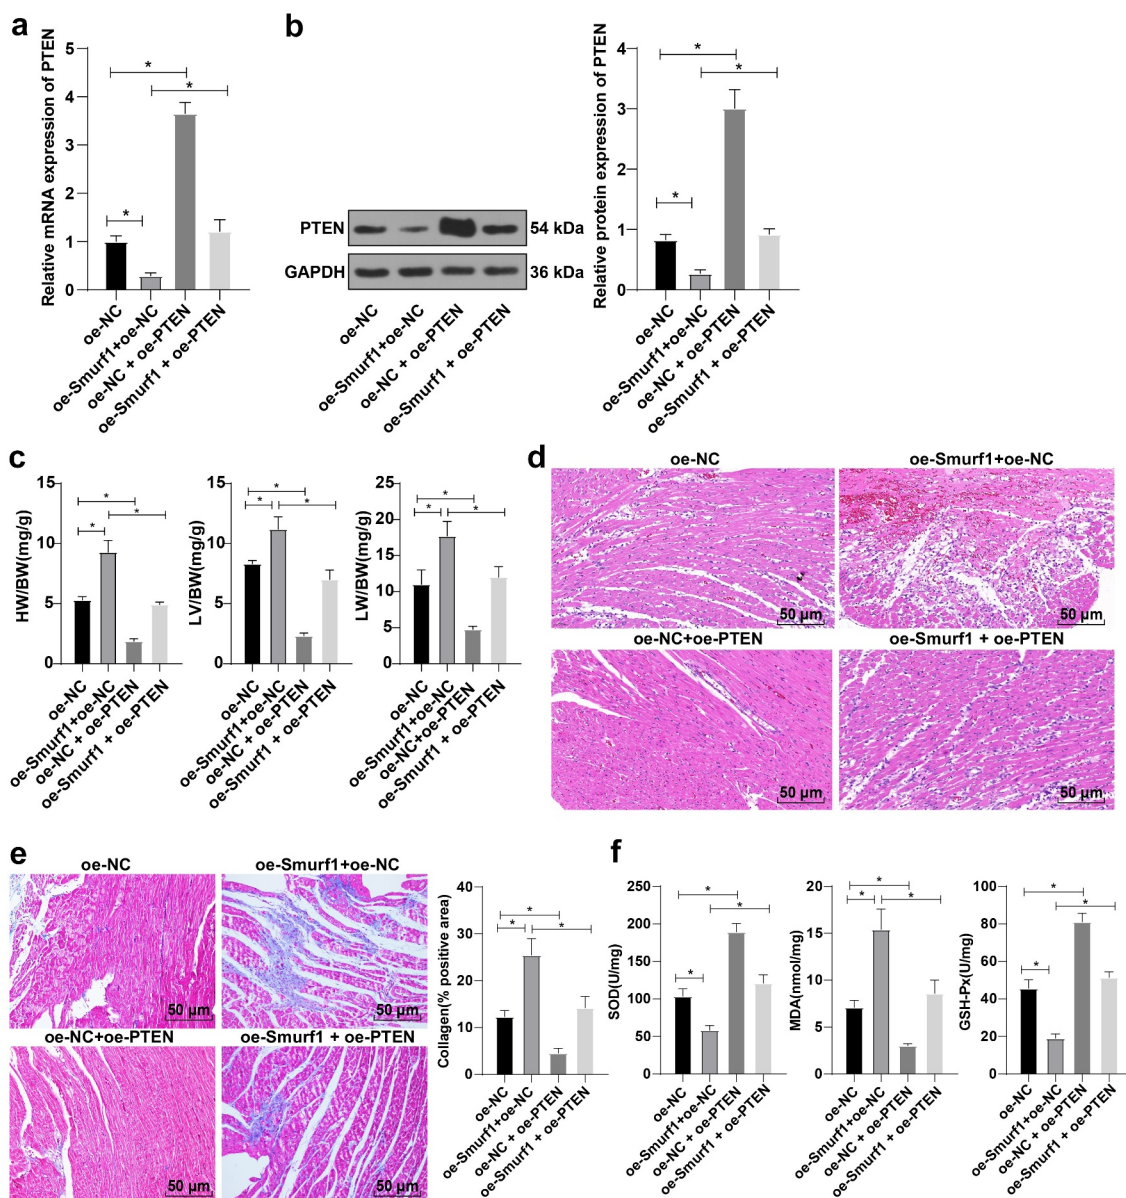 a
Relative mRNA expression of PTEN
5
4
3
2
1
0
*
*
*
oe-NC
oe-Smurf1+oe-NC
oe-NC + oe-PTEN
oe-Smurf1 + oe-PTEN
b
PTEN
54 kDa
GAPDH
36 kDa
oe-NC
oe-Smurf1+oe-NC
oe-NC + oe-PTEN
oe-Smurf1 + oe-PTEN
Relative protein expression of PTEN
4
3
2
1
0
*
*
*
oe-NC
oe-Smurf1+oe-NC
oe-NC + oe-PTEN
oe-Smurf1 + oe-PTEN
c
HW/BW(mg/g)
15
10
5
0
*
*
*
oe-NC
oe-Smurf1+oe-NC
oe-NC + oe-PTEN
oe-Smurf1 + oe-PTEN
LV/BW(mg/g)
15
10
5
0
*
*
*
oe-NC
oe-Smurf1+oe-NC
oe-NC + oe-PTEN
oe-Smurf1 + oe-PTEN
LW/BW(mg/g)
25
20
15
10
5
0
*
*
*
oe-NC
oe-Smurf1+oe-NC
oe-NC+oe-PTEN
oe-Smurf1 + oe-PTEN
d
oe-NC
50 μm
oe-Smurf1+oe-NC
50 μm
oe-NC+oe-PTEN
50 μm
oe-Smurf1 + oe-PTEN
50 μm
e
oe-NC
50 μm
oe-Smurf1+oe-NC
50 μm
oe-NC+oe-PTEN
50 μm
oe-Smurf1 + oe-PTEN
50 μm
Collagen(% positive area)
40
30
20
10
0
*
*
*
oe-NC
oe-Smurf1+oe-NC
oe-NC + oe-PTEN
oe-Smurf1 + oe-PTEN
f
SOD(U/mg)
250
200
150
100
50
0
*
*
*
oe-NC
oe-Smurf1+oe-NC
oe-NC + oe-PTEN
oe-Smurf1 + oe-PTEN
MDA(nmol/mg)
20
15
10
5
0
*
*
*
oe-NC
oe-Smurf1+oe-NC
oe-NC + oe-PTEN
oe-Smurf1 + oe-PTEN
GSH-Px(U/mg)
100
80
60
40
20
0
*
*
*
oe-NC
oe-Smurf1+oe-NC
oe-NC + oe-PTEN
oe-Smurf1 + oe-PTEN